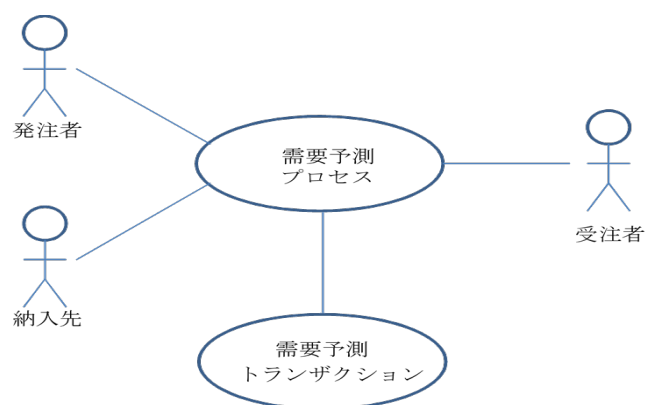 発注者
需要予測
プロセス
受注者
納入先
需要予測
トランザクション